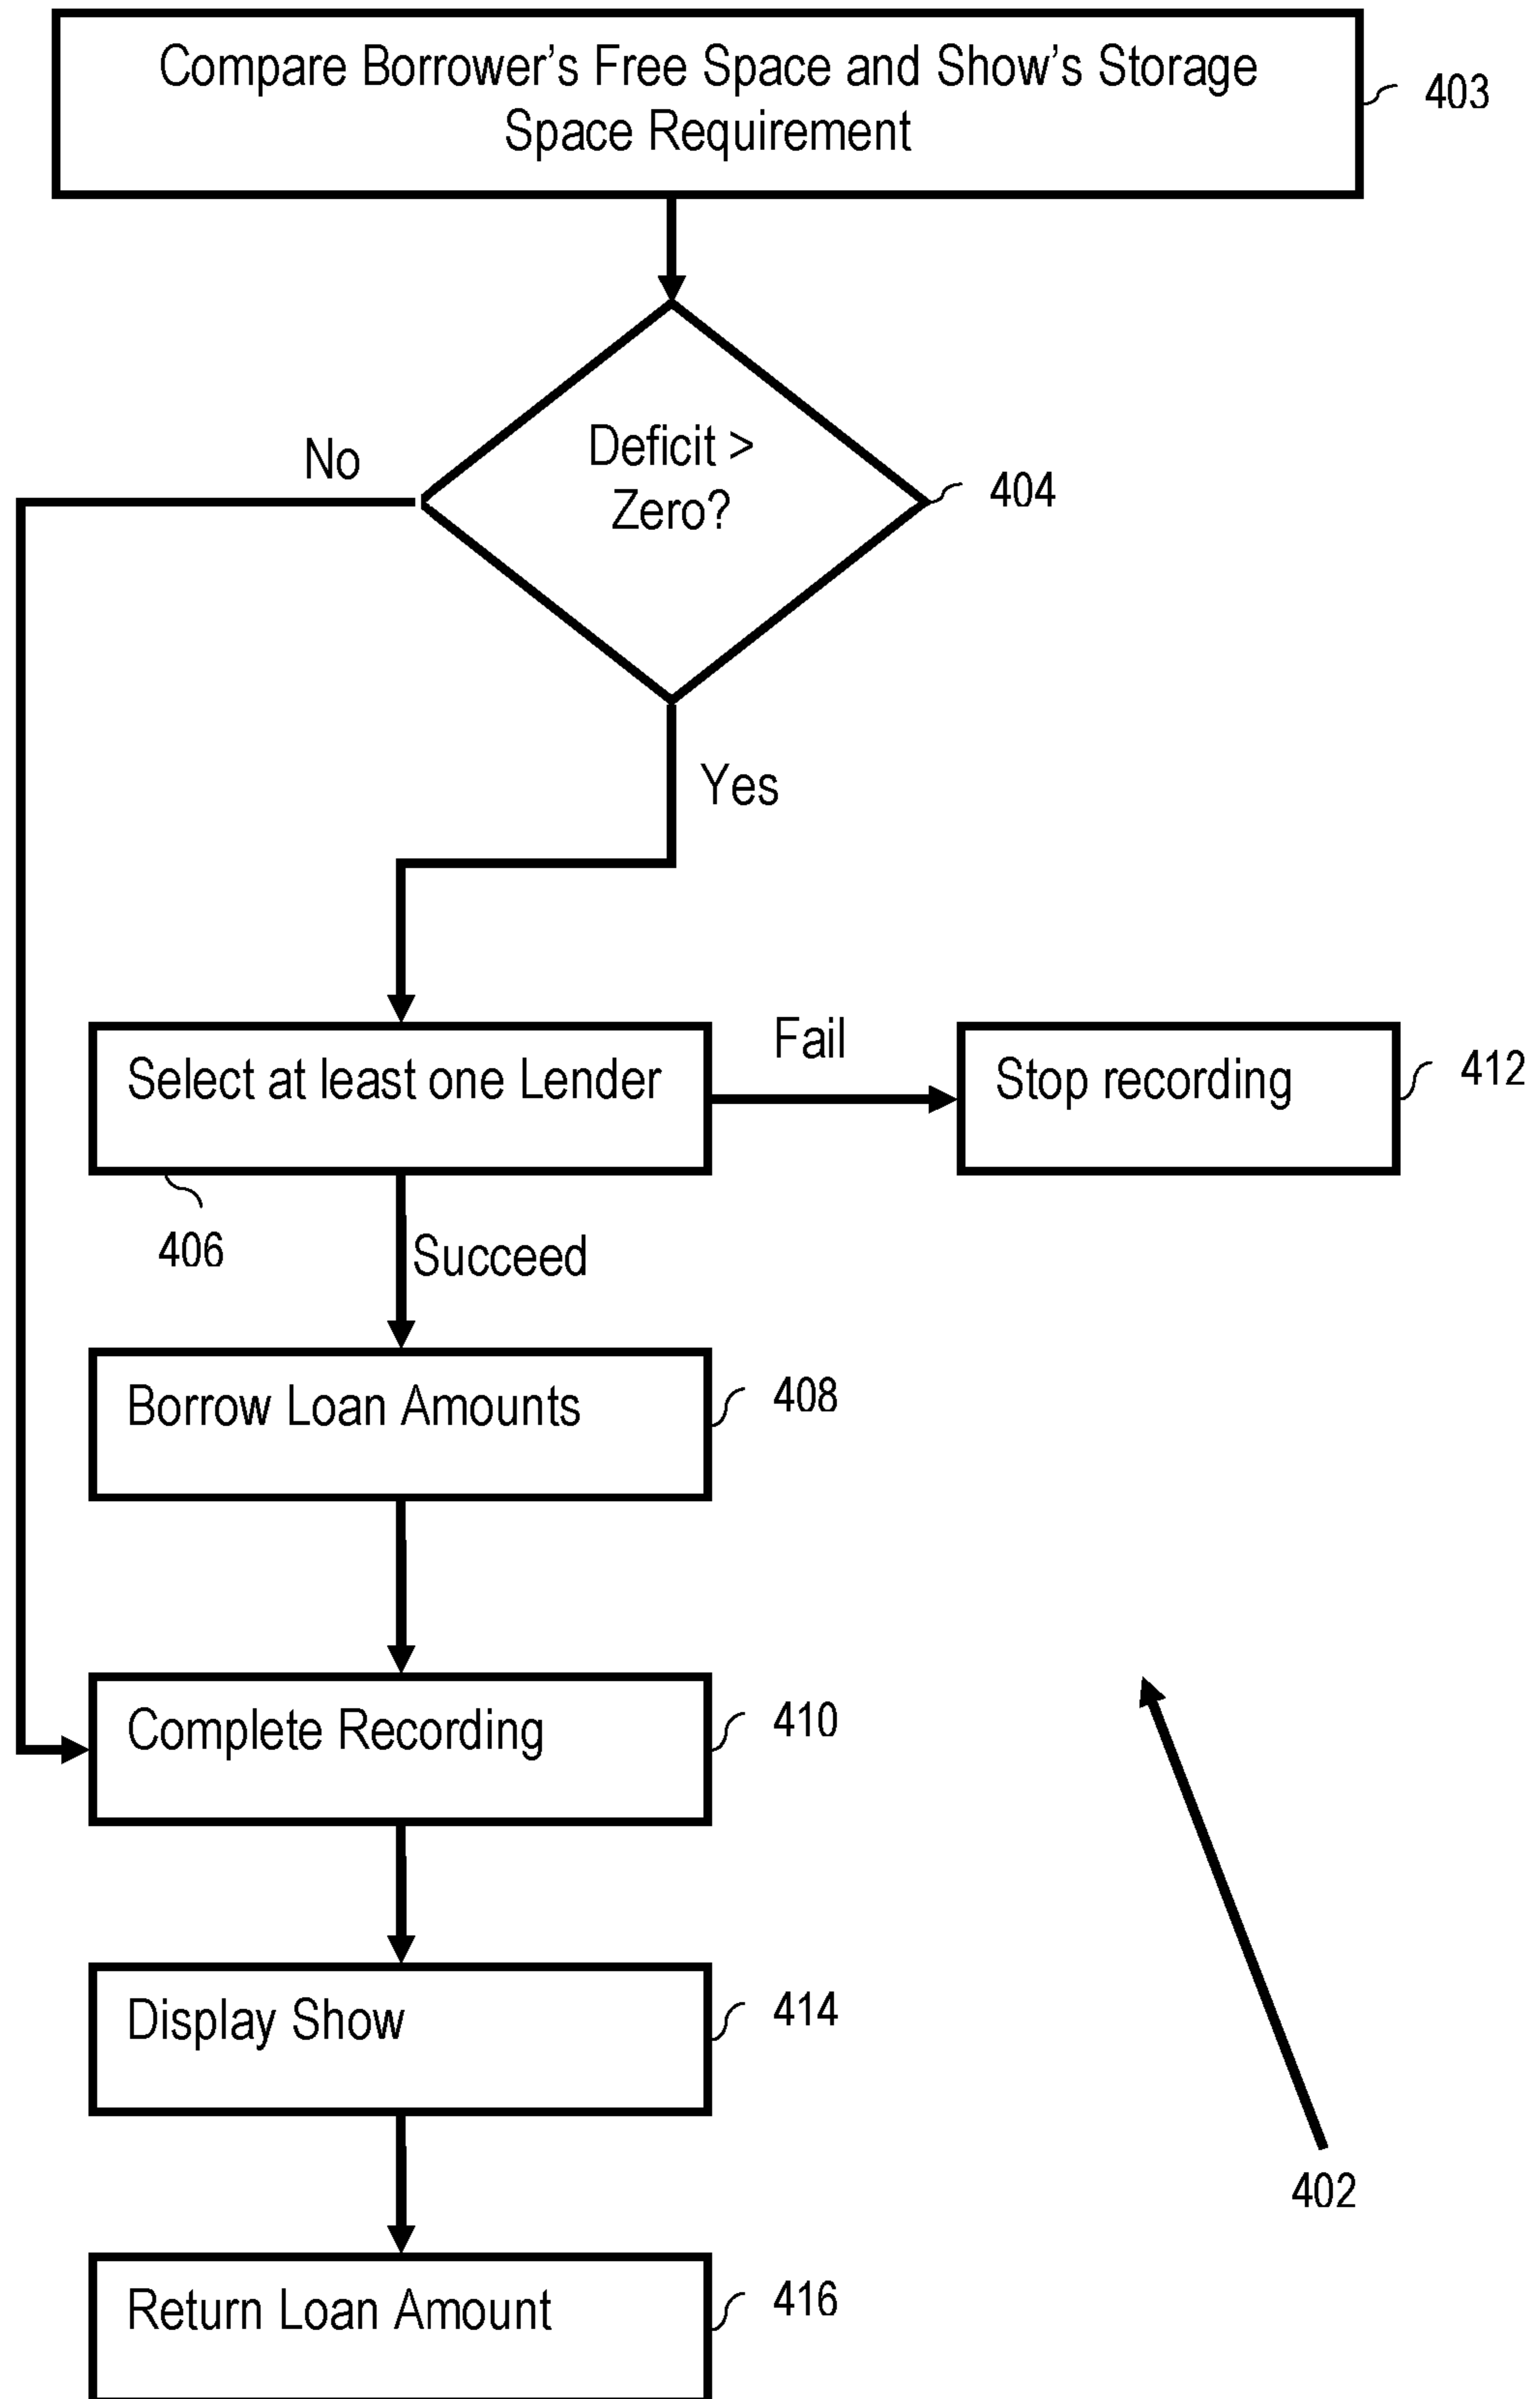 Compare Borrower's Free Space and Show's Storage
Space Requirement
403
Deficit >
Zero?
No
404
Yes
Select at least one Lender
Fail
Stop recording
412
406
Succeed
Borrow Loan Amounts
408
Complete Recording
410
Display Show
414
402
Return Loan Amount
416